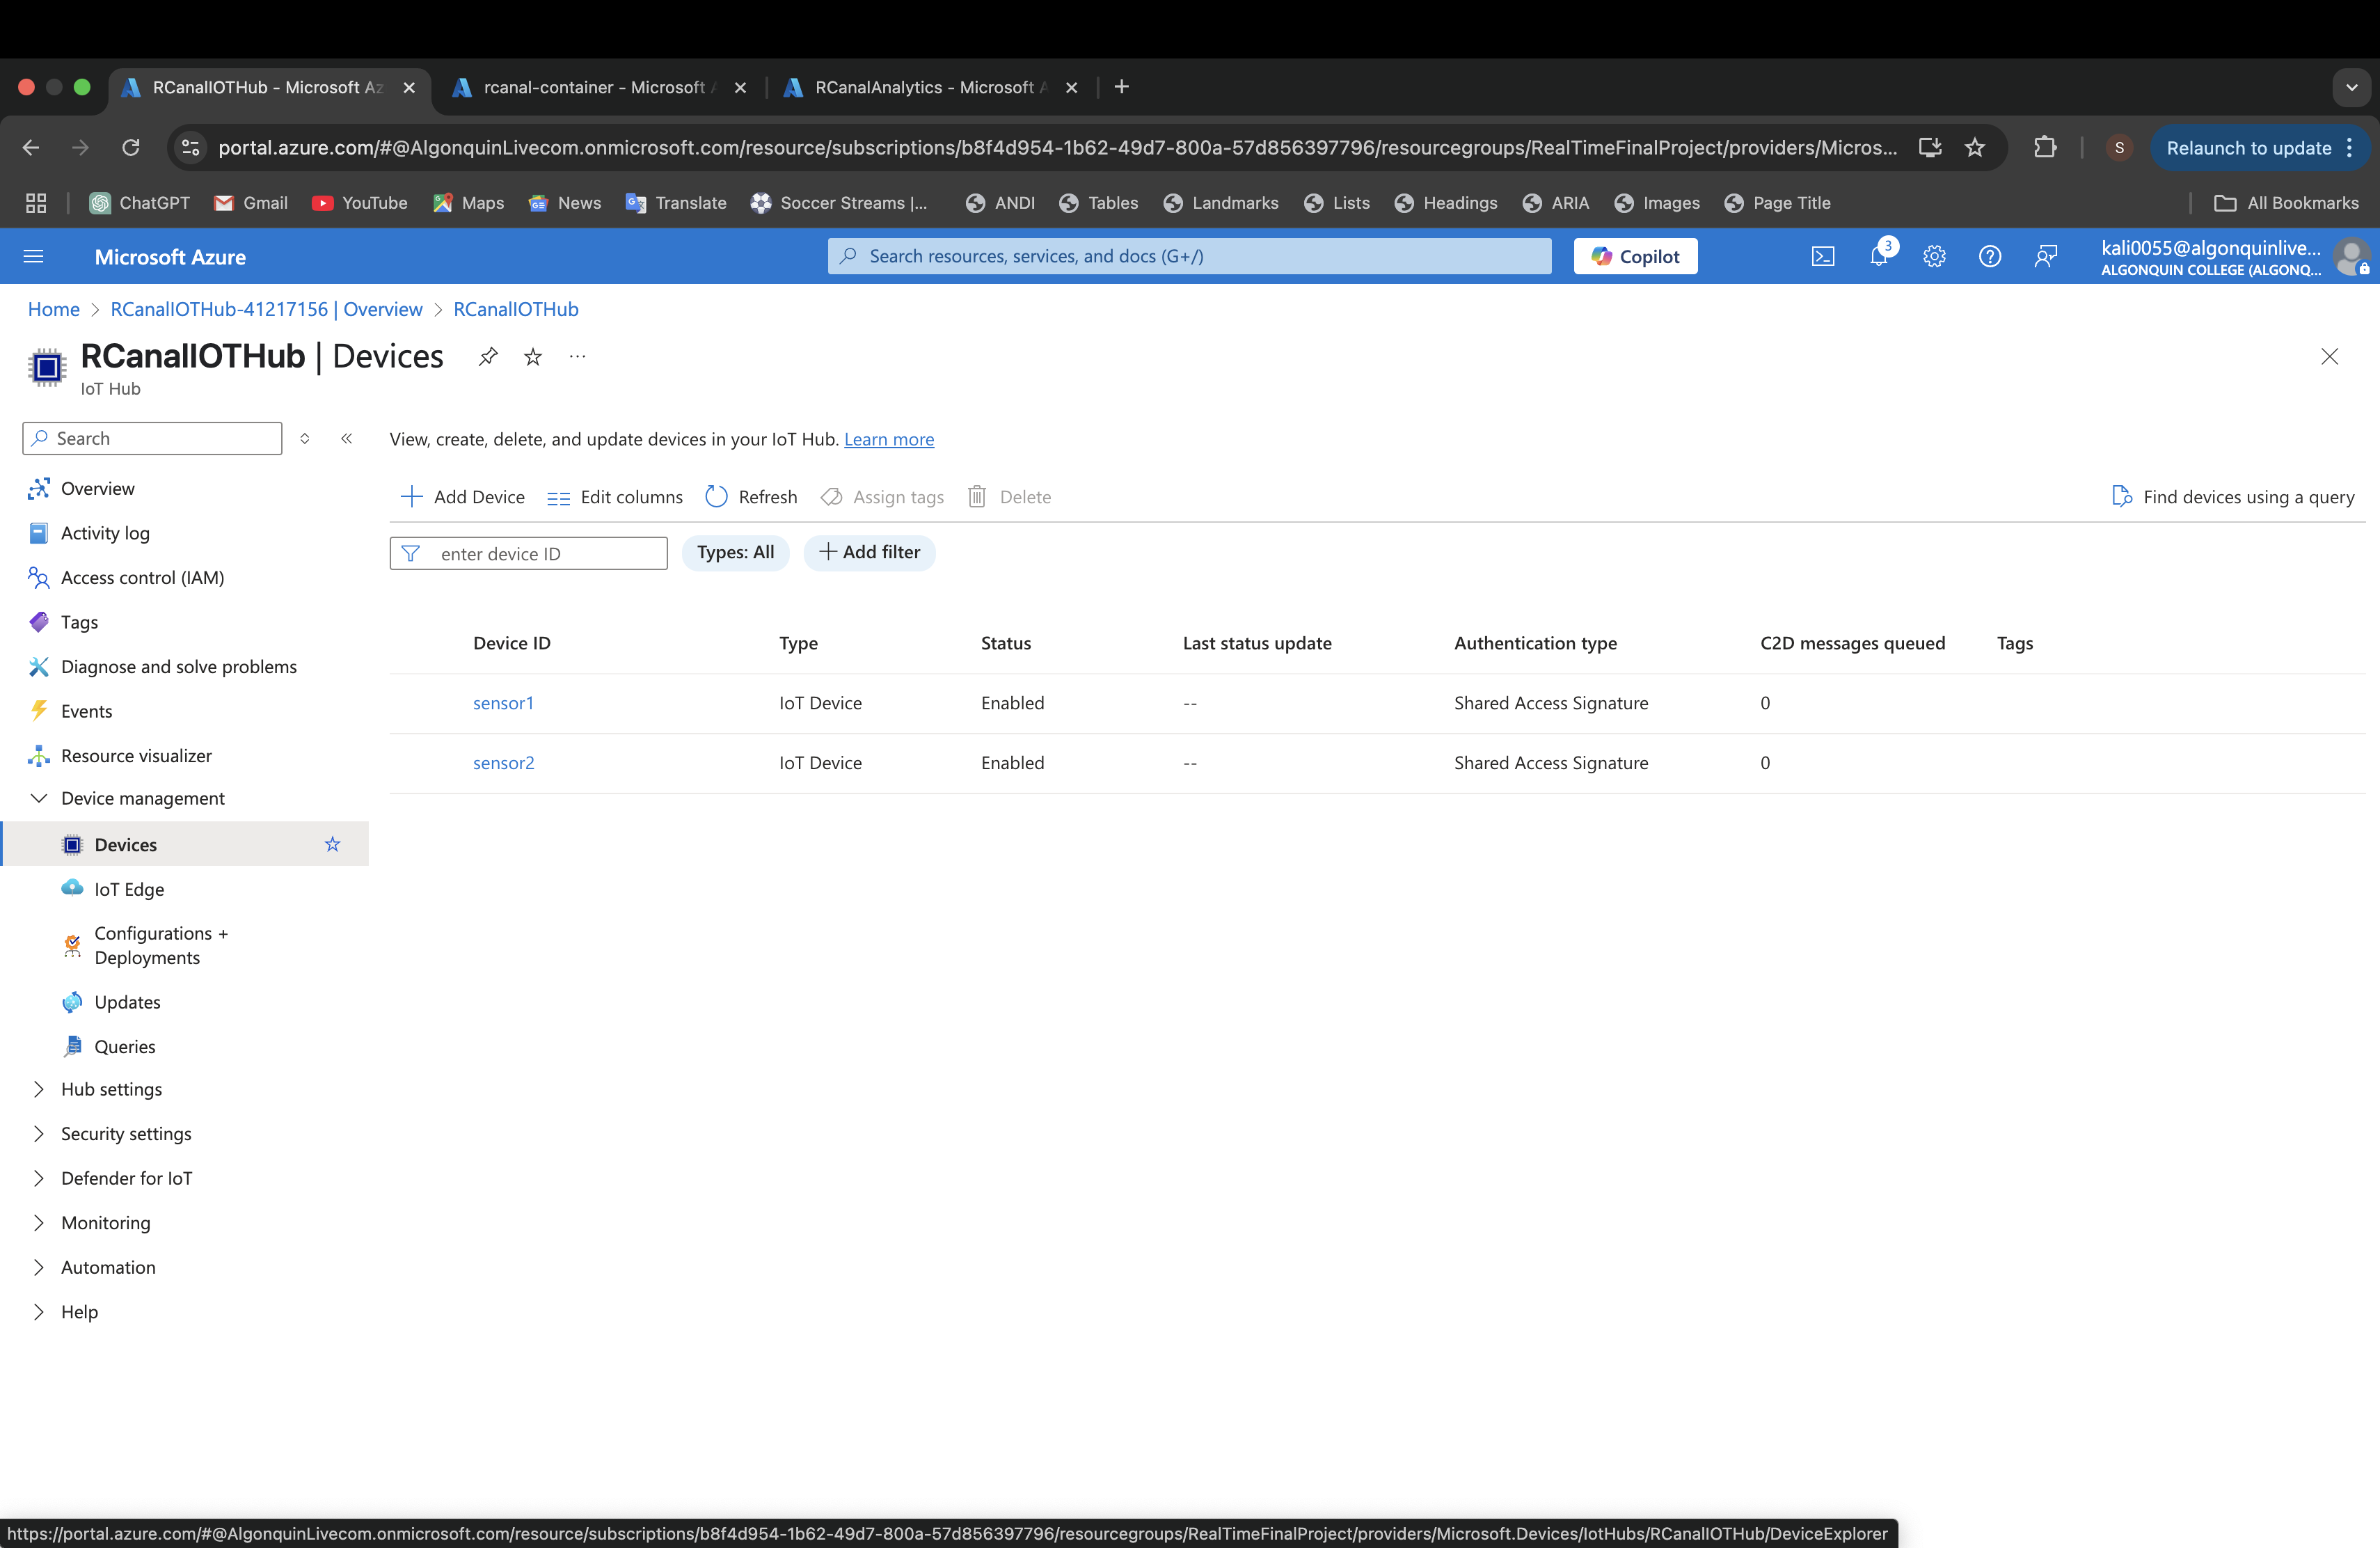 RCanalIOTHub - Microsoft Az
rcanal-container - Microsoft A
RCanalAnalytics - Microsoft A
portal.azure.com/#@AlgonquinLivecom.onmicrosoft.com/resource/subscriptions/b8f4d954-1b62-49d7-800a-57d856397796/resourcegroups/RealTimeFinalProject/providers/Micros...
S
Relaunch to update
ChatGPT
Gmail
YouTube
Maps
News
Translate
Soccer Streams |...
ANDI
Tables
Landmarks
Lists
Headings
ARIA
Images
Page Title
All Bookmarks
Microsoft Azure
Search resources, services, and docs (G+/)
Copilot
3
kali0055@algonquinlive...
ALGONQUIN COLLEGE (ALGONQ...
Home > RCanalIOTHub-41217156 | Overview > RCanalIOTHub
RCanalIOTHub | Devices
IoT Hub
Search
View, create, delete, and update devices in your IoT Hub. Learn more
Overview
Activity log
Access control (IAM)
Tags
Diagnose and solve problems
Events
Resource visualizer
Device management
Devices
IoT Edge
Configurations +
Deployments
Updates
Queries
Hub settings
Security settings
Defender for IoT
Monitoring
Automation
Help
Add Device
Edit columns
Refresh
Assign tags
Delete
Find devices using a query
enter device ID
Types: All
Add filter
Device ID Type Status Last status update Authentication type C2D messages queued Tags
sensor1 IoT Device Enabled -- Shared Access Signature 0
sensor2 IoT Device Enabled -- Shared Access Signature 0
https://portal.azure.com/#@AlgonquinLivecom.onmicrosoft.com/resource/subscriptions/b8f4d954-1b62-49d7-800a-57d856397796/resourcegroups/RealTimeFinalProject/providers/Microsoft.Devices/IotHubs/RCanalIOTHub/DeviceExplorer